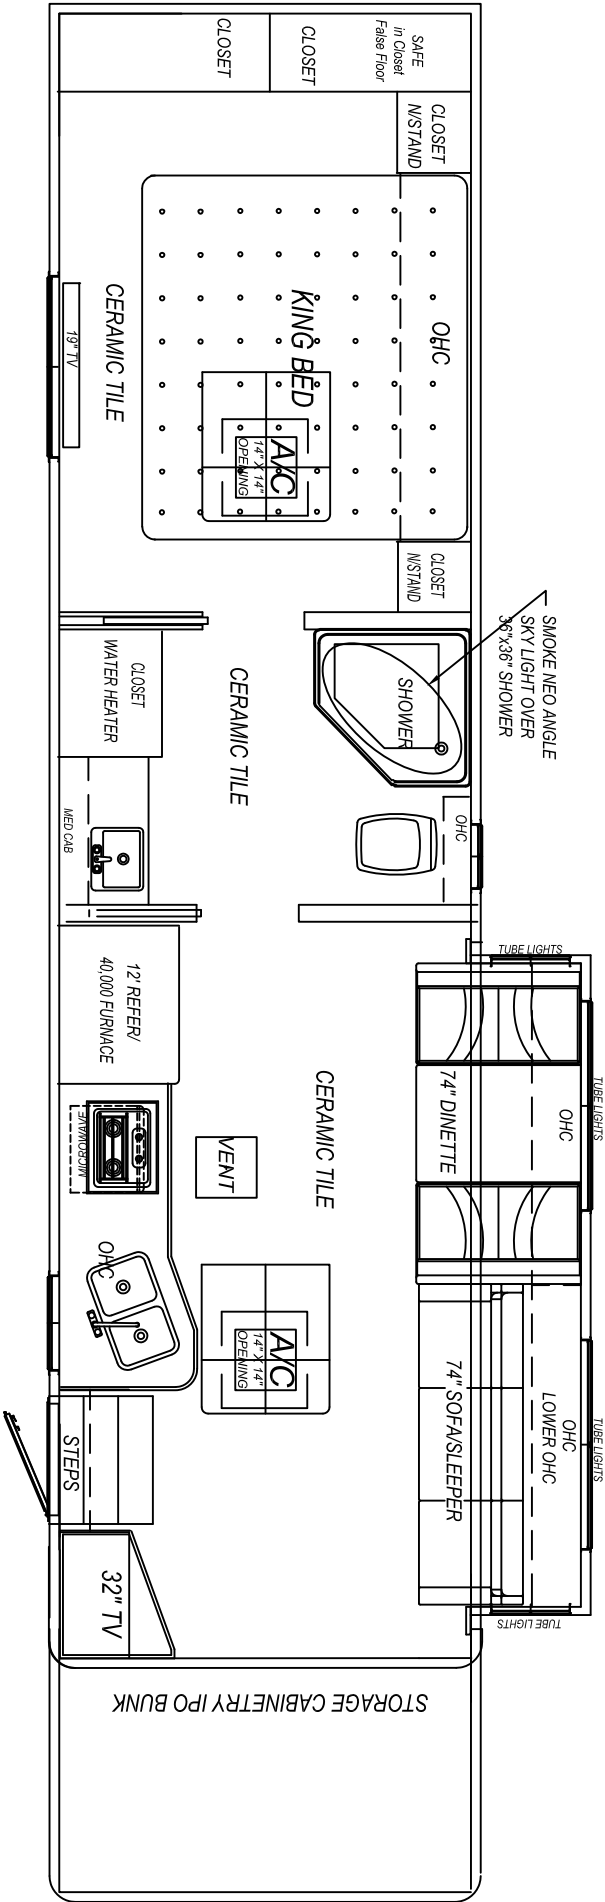 CLOSET
CLOSET
SAFE
in Closet
False Floor
CLOSET
N/STAND
KING BED
OHC
CERAMIC TILE
19" TV
A/C
14" X 14"
OPENING
CLOSET
N/STAND
SMOKE NEO ANGLE
SKY LIGHT OVER
36"x36" SHOWER
CLOSET
WATER HEATER
CERAMIC TILE
SHOWER
MED CAB
OHC
TUBE LIGHTS
12' REFER/
40,000 FURNACE
CERAMIC TILE
74" DINETTE
OHC
TUBE LIGHTS
MICROWAVE
VENT
OHC
A/C
14" X 14"
OPENING
74" SOFA/SLEEPER
OHC
LOWER OHC
TUBE LIGHTS
STEPS
32" TV
TUBE LIGHTS
STORAGE CABINETRY IPO BUNK